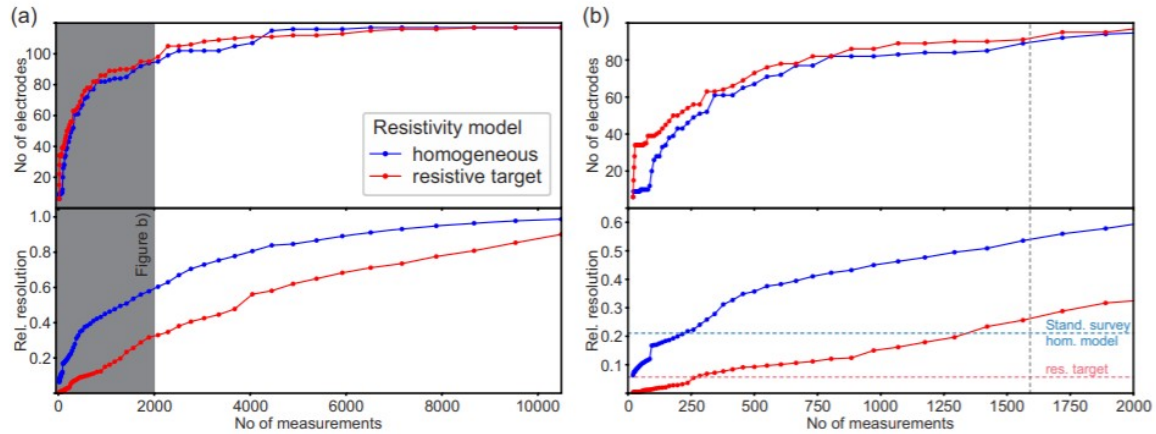 (a)
No of electrodes
100
80
60
40
20
Resistivity model
homogeneous
resistive target
Rel. resolution
1.0
0.8
0.6
0.4
0.2
Figure b)
0
2000
4000
6000
8000
10000
No of measurements
(b)
No of electrodes
80
60
40
20
Rel. resolution
0.6
0.5
0.4
0.3
0.2
0.1
Stand. survey
hom. model
res. target
0
250
500
750
1000
1250
1500
1750
2000
No of measurements